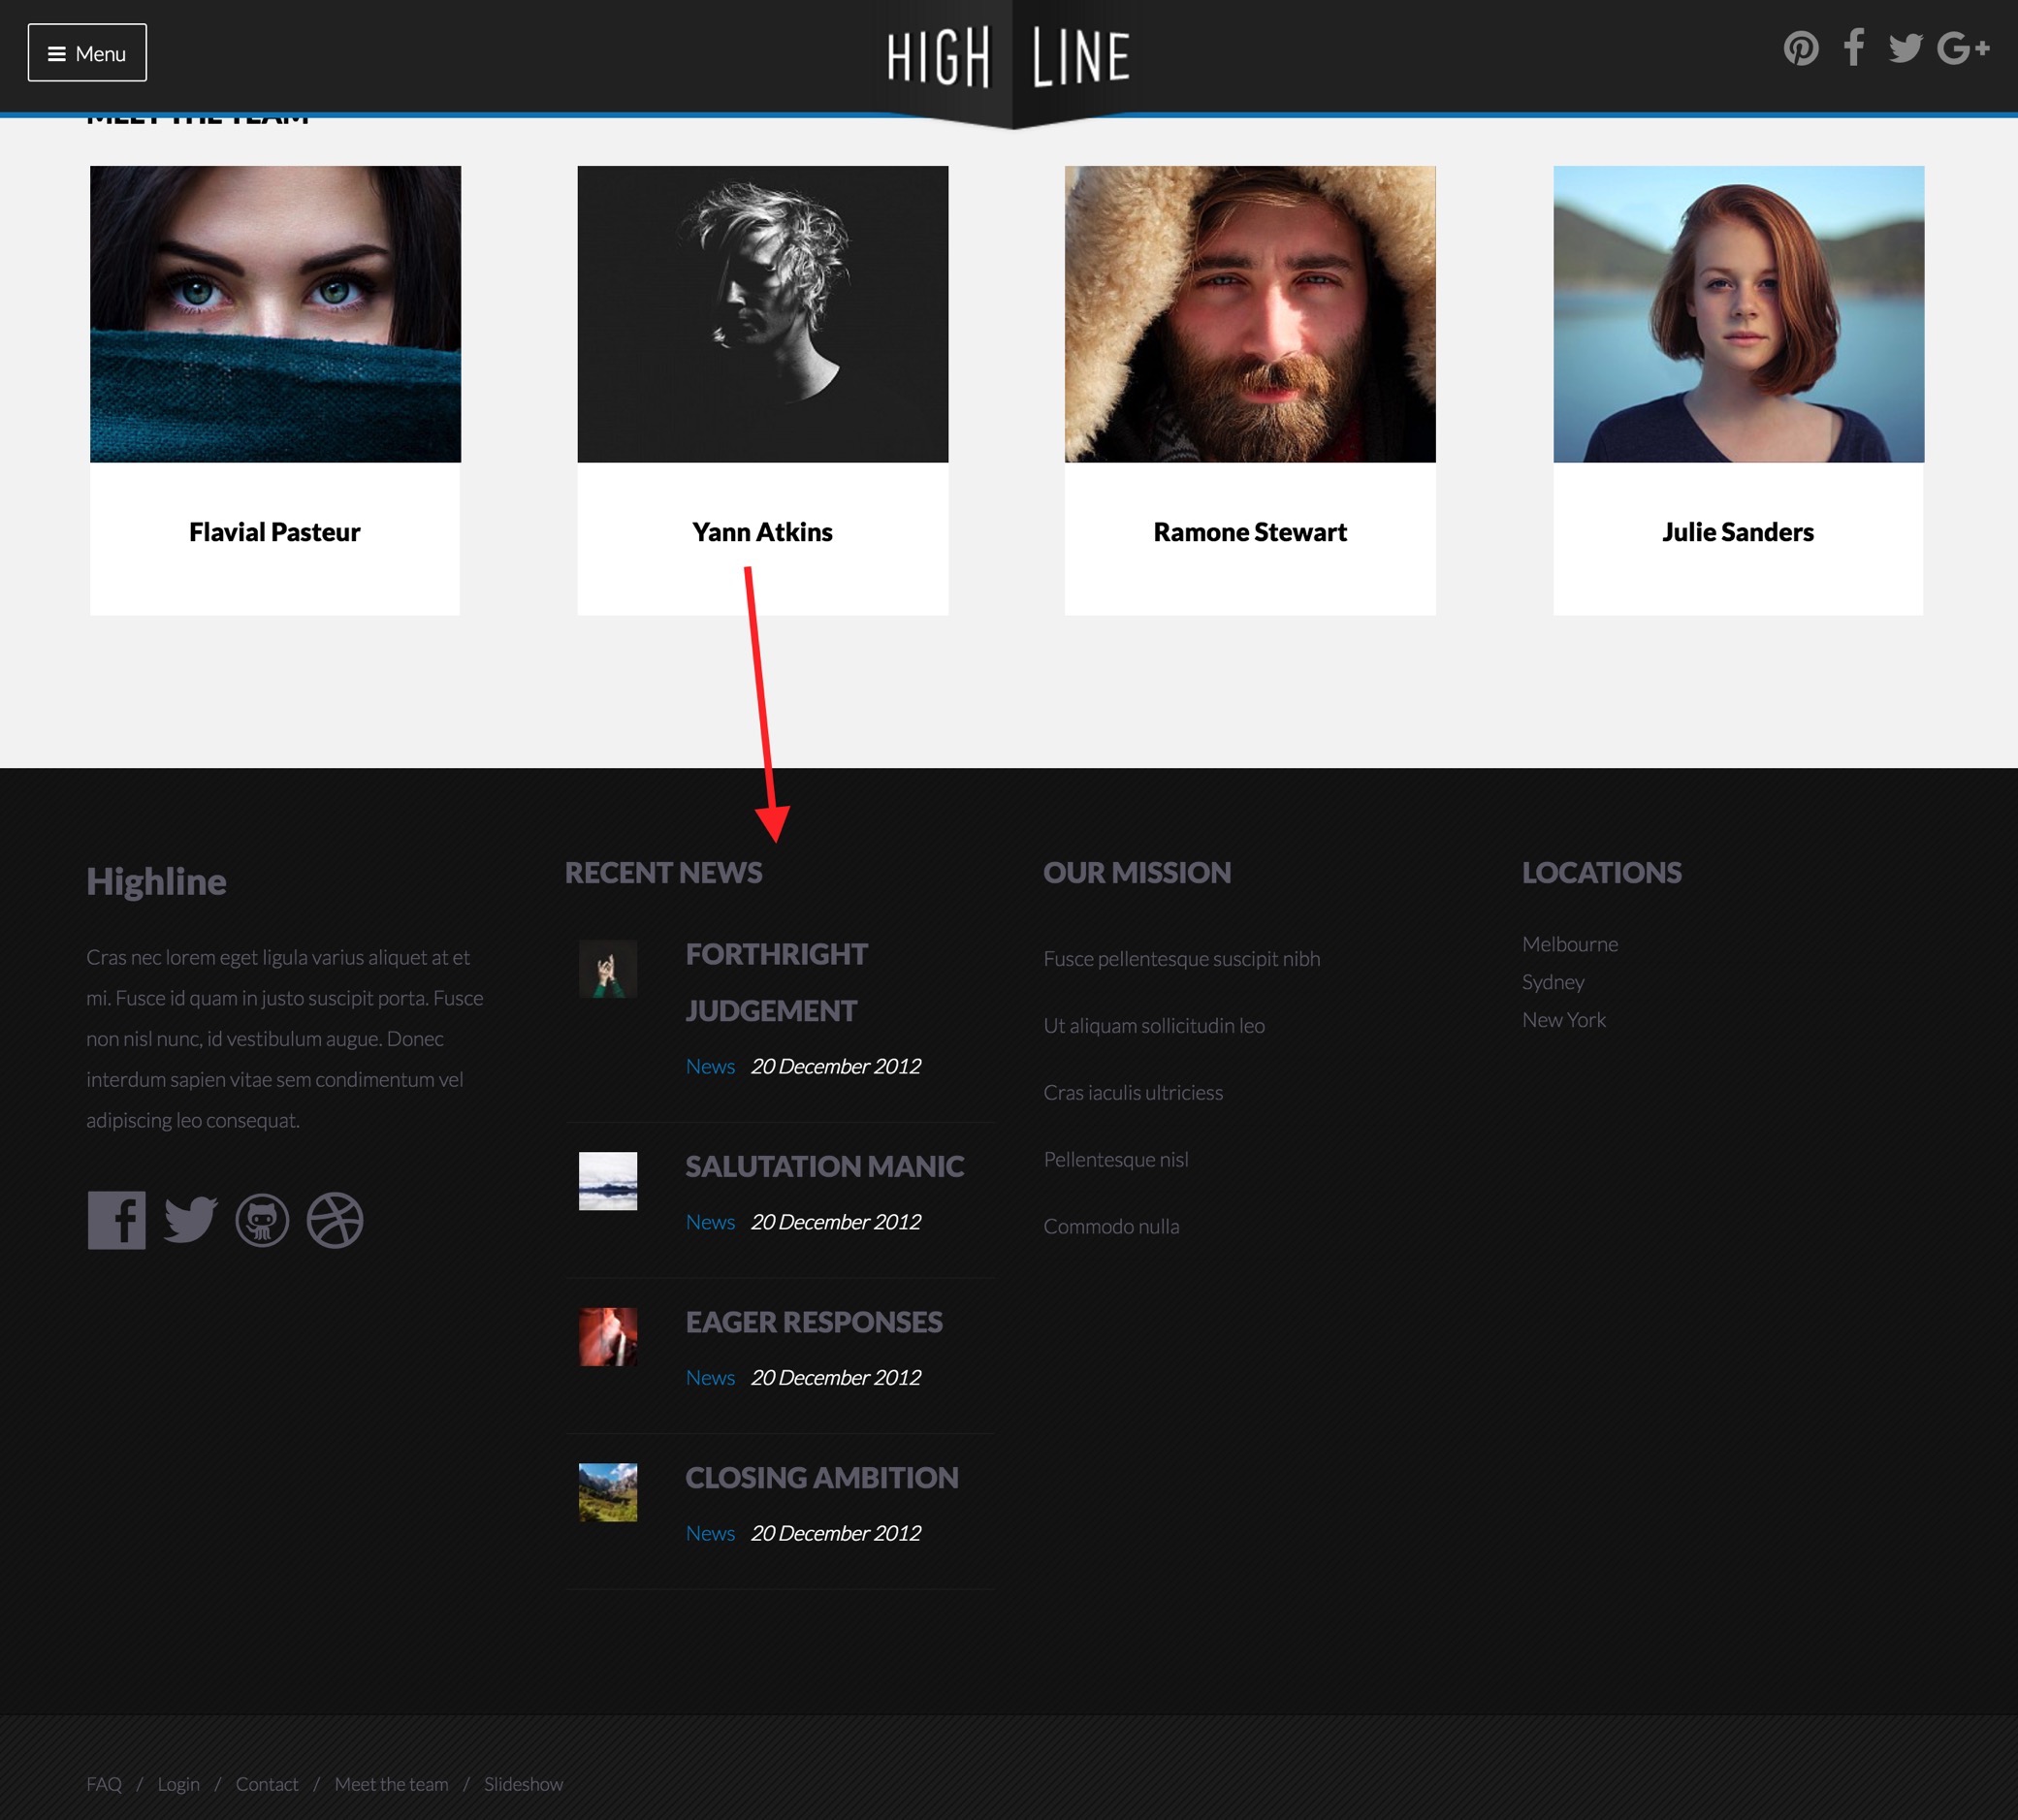 Menu
HIGH LINE
MEET THE TEAM
Flavial Pasteur
Yann Atkins
Ramone Stewart
Julie Sanders
Highline
Cras nec lorem eget ligula varius aliquet at et
mi. Fusce id quam in justo suscipit porta. Fusce
non nisl nunc, id vestibulum augue. Donec
interdum sapien vitae sem condimentum vel
adipiscing leo consequat.
RECENT NEWS
FORTHRIGHT
JUDGEMENT
News 20 December 2012
SALUTATION MANIC
News 20 December 2012
EAGER RESPONSES
News 20 December 2012
CLOSING AMBITION
News 20 December 2012
OUR MISSION
Fusce pellentesque suscipit nibh
Ut aliquam sollicitudin leo
Cras iaculis ultriciess
Pellentesque nisl
Commodo nulla
LOCATIONS
Melbourne
Sydney
New York
FAQ / Login / Contact / Meet the team / Slideshow